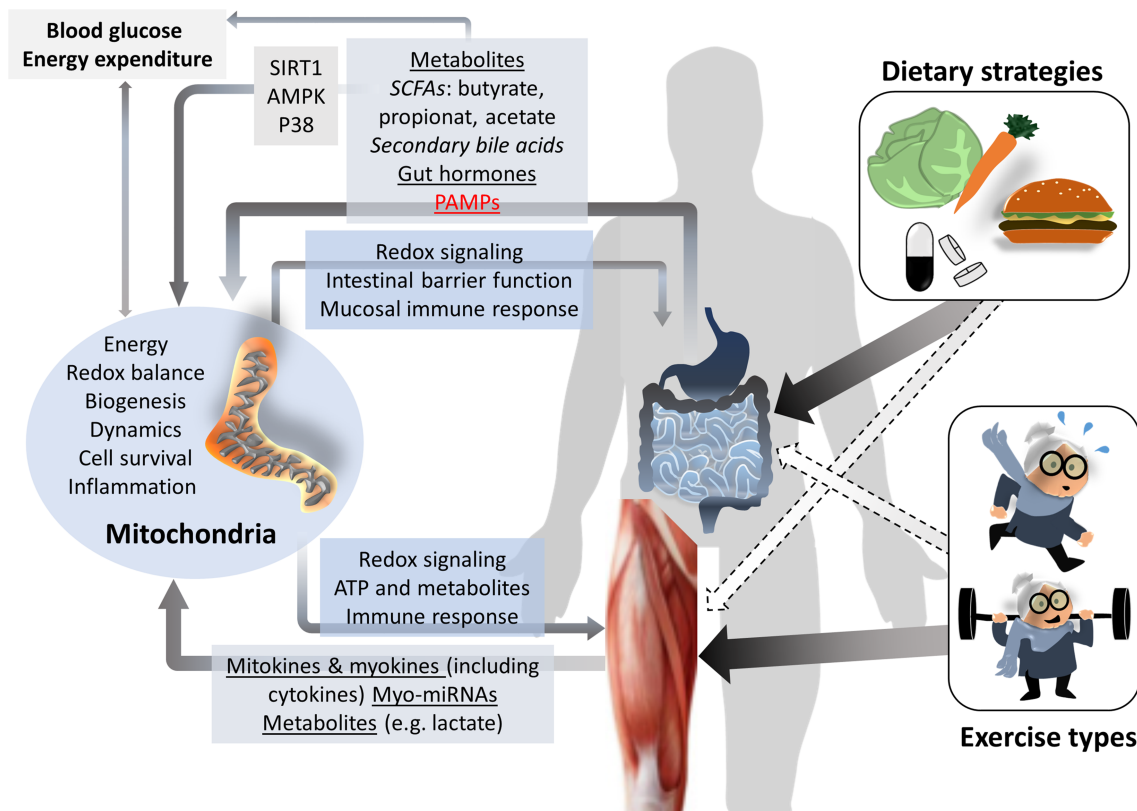 Blood glucose
Energy expenditure
SIRT1
AMPK
P38
Metabolites
SCFAs: butyrate,
propionat, acetate
Secondary bile acids
Gut hormones
PAMPs
Redox signaling
Intestinal barrier function
Mucosal immune response
Energy
Redox balance
Biogenesis
Dynamics
Cell survival
Inflammation
Mitochondria
Redox signaling
ATP and metabolites
Immune response
Mitokines & myokines (including
cytokines) Myo-miRNAs
Metabolites (e.g. lactate)
Dietary strategies
Exercise types